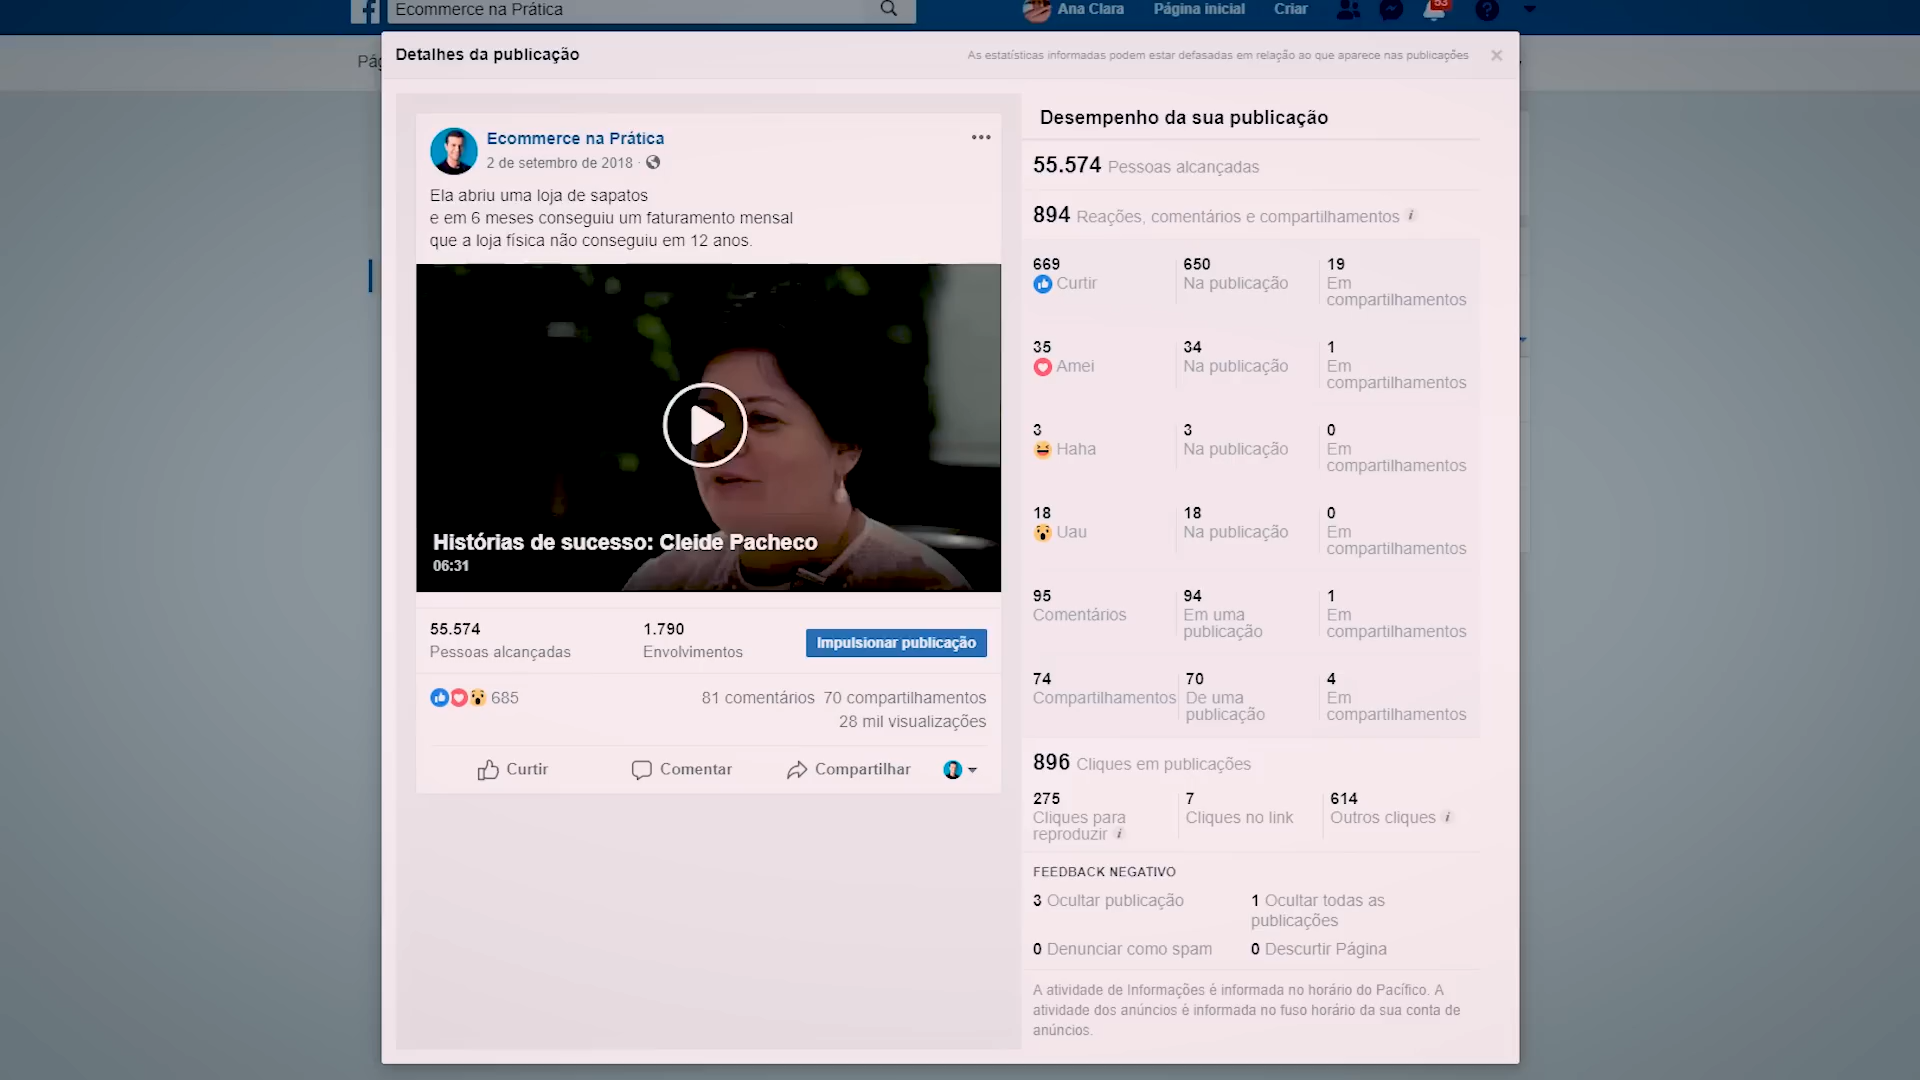 Ecommerce na Prática
Ana Clara
Página inicial
Criar
53
Detalhes da publicação
As estatísticas informadas podem estar defasadas em relação ao que aparece nas publicações
Ecommerce na Prática
2 de setembro de 2018 ·
Ela abriu uma loja de sapatos
e em 6 meses conseguiu um faturamento mensal
que a loja física não conseguiu em 12 anos.
Histórias de sucesso: Cleide Pacheco
06:31
55.574
Pessoas alcançadas
1.790
Envolvimentos
Impulsionar publicação
685
81 comentários 70 compartilhamentos
28 mil visualizações
Curtir
Comentar
Compartilhar
Desempenho da sua publicação
55.574 Pessoas alcançadas
894 Reações, comentários e compartilhamentos
669
Curtir
650
Na publicação
19
Em
compartilhamentos
35
Amei
34
Na publicação
1
Em
compartilhamentos
3
Haha
3
Na publicação
0
Em
compartilhamentos
18
Uau
18
Na publicação
0
Em
compartilhamentos
95
Comentários
94
Em uma
publicação
1
Em
compartilhamentos
74
Compartilhamentos
70
De uma
publicação
4
Em
compartilhamentos
896 Cliques em publicações
275
Cliques para
reproduzir
7
Cliques no link
614
Outros cliques
FEEDBACK NEGATIVO
3 Ocultar publicação
1 Ocultar todas as
publicações
0 Denunciar como spam
0 Descurtir Página
A atividade de Informações é informada no horário do Pacífico. A
atividade dos anúncios é informada no fuso horário da sua conta de
anúncios.